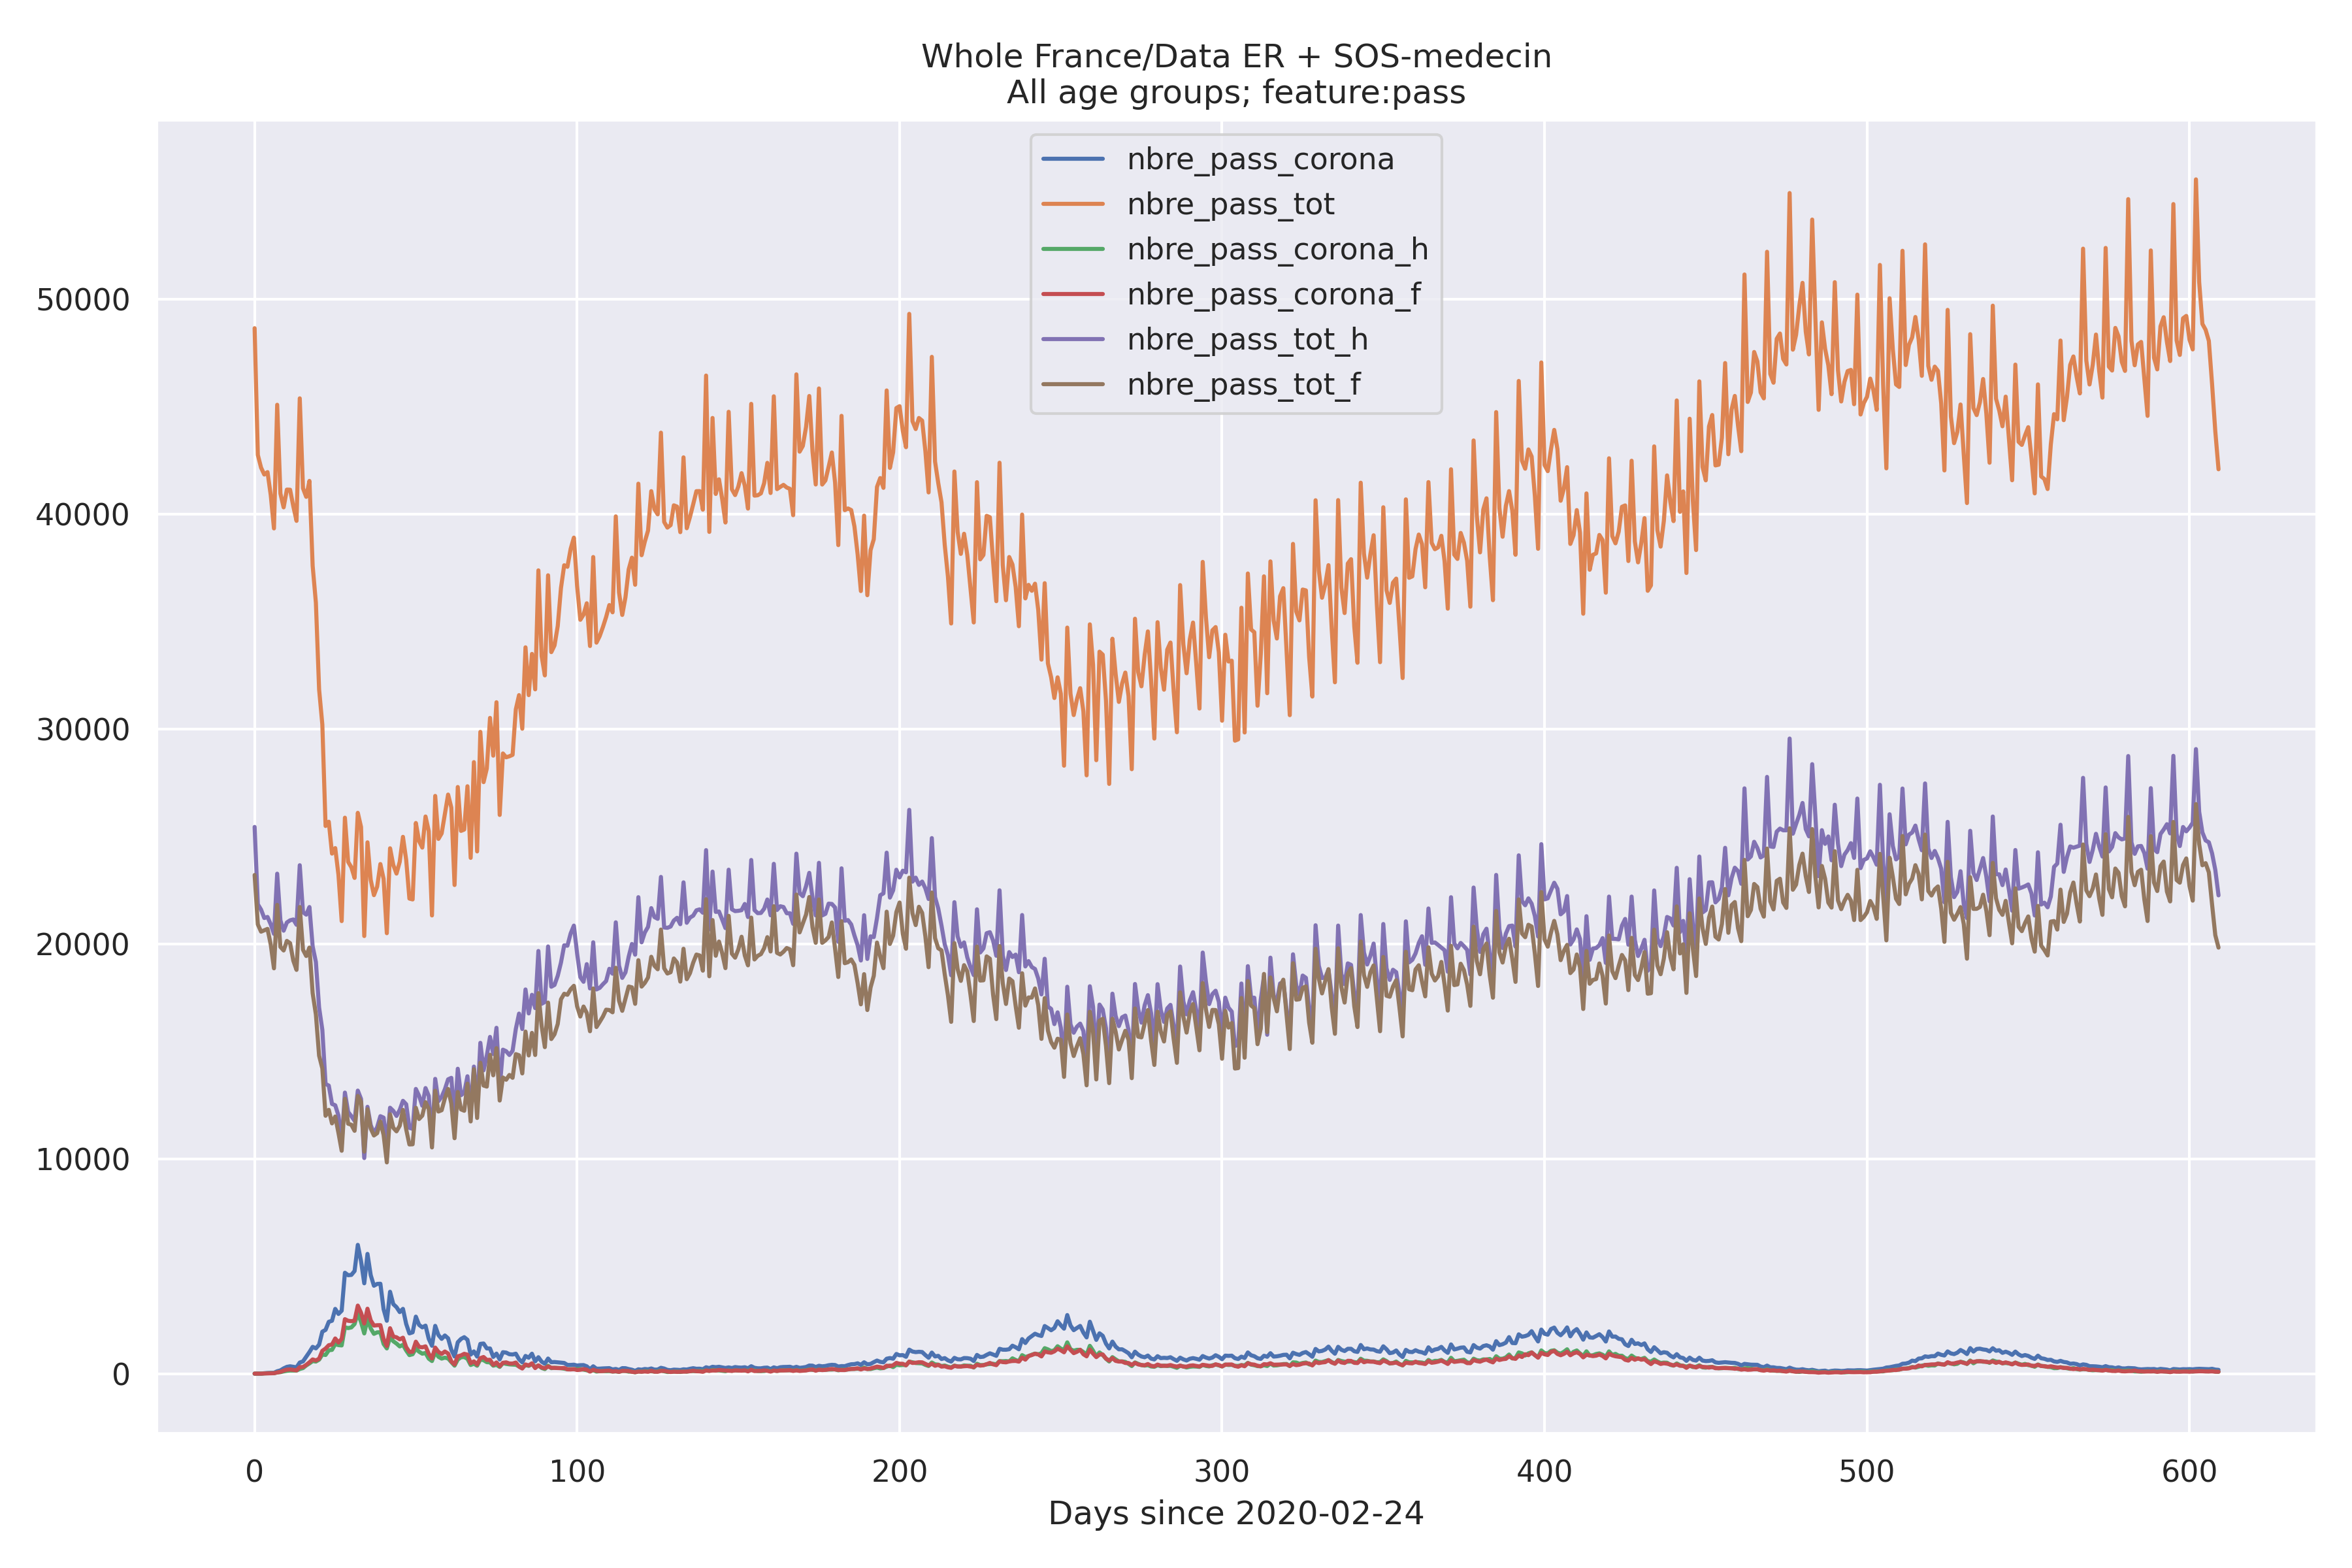 Whole France/Data ER + SOS-medecin
All age groups; feature:pass
nbre_pass_corona
nbre_pass_tot
nbre_pass_corona_h
nbre_pass_corona_f
nbre_pass_tot_h
nbre_pass_tot_f
50000
40000
30000
20000
10000
0
0 100 200 300 400 500 600
Days since 2020-02-24